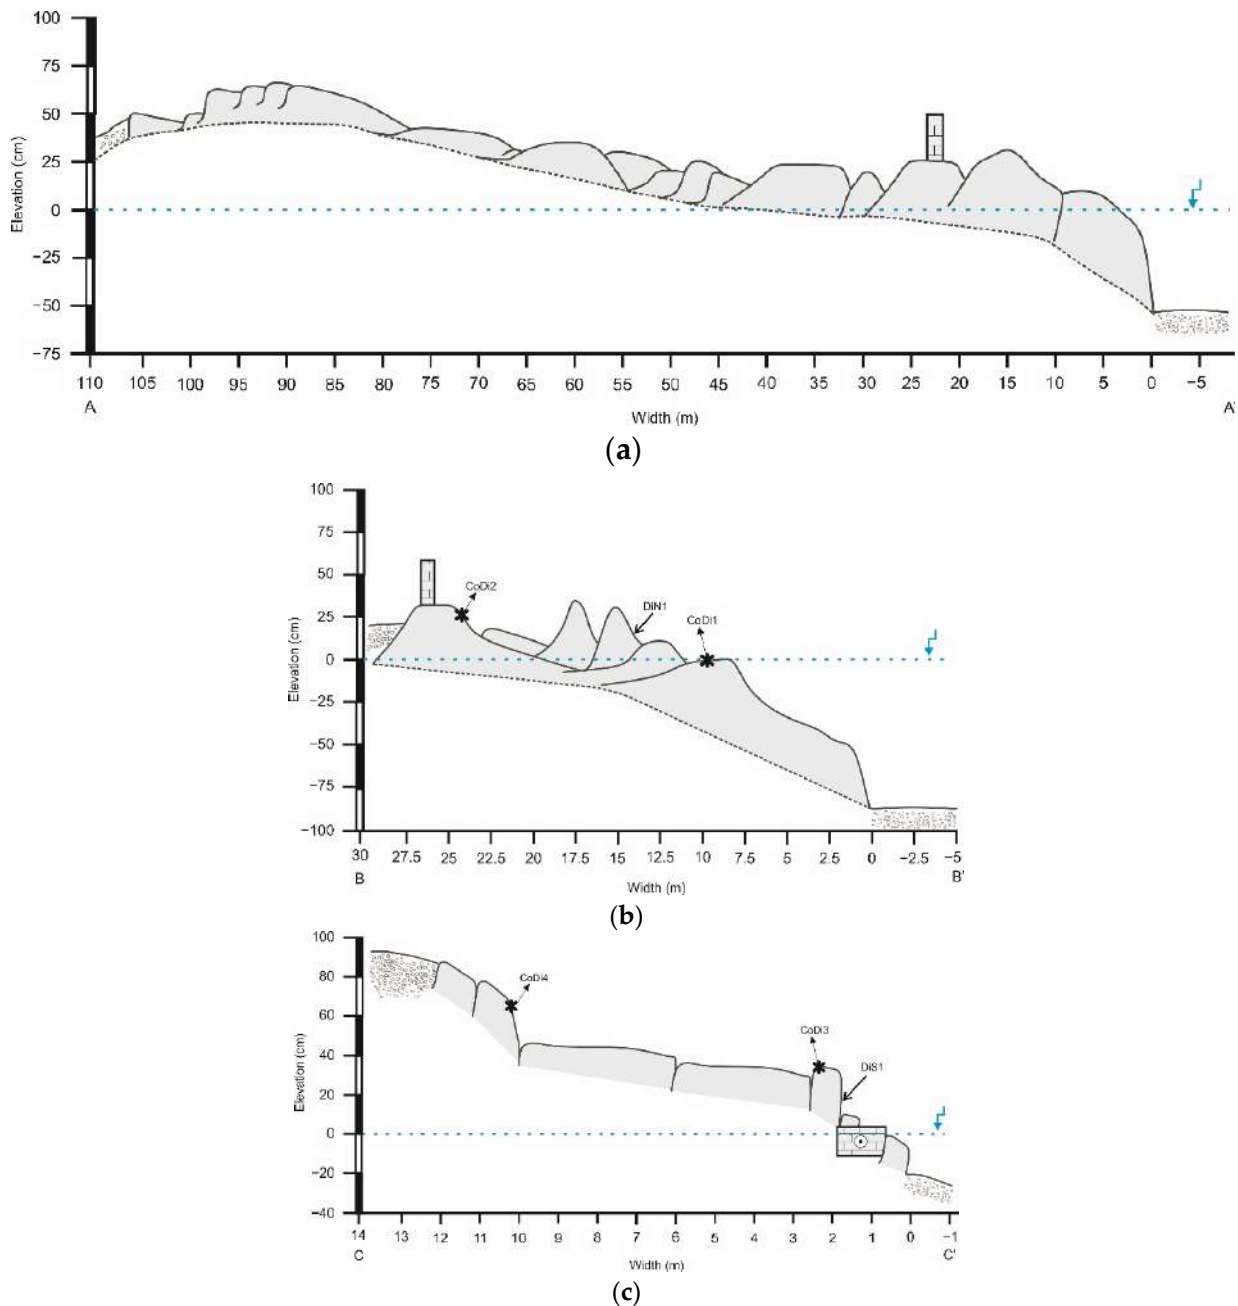 100
75
50
25
0
−25
−50
−75
Elevation (cm)
110 105 100 95 90 85 80 75 70 65 60 55 50 45 40 35 30 25 20 15 10 5 0 −5
A A'
Width (m)
(a)
100
75
50
25
0
−25
−50
−75
−100
Elevation (cm)
CoDi2
DiN1
CoDi1
30 27.5 25 22.5 20 17.5 15 12.5 10 7.5 5 2.5 0 −2.5 −5
B B'
Width (m)
(b)
100
80
60
40
20
0
−20
−40
Elevation (cm)
CoDi4
CoDi3
DiS1
14 13 12 11 10 9 8 7 6 5 4 3 2 1 0 −1
C C'
Width (m)
(c)